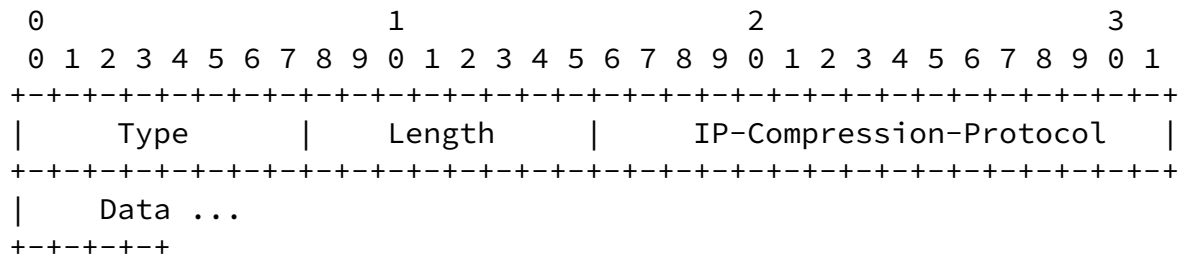 0                   1                   2                   3
 0 1 2 3 4 5 6 7 8 9 0 1 2 3 4 5 6 7 8 9 0 1 2 3 4 5 6 7 8 9 0 1
+-+-+-+-+-+-+-+-+-+-+-+-+-+-+-+-+-+-+-+-+-+-+-+-+-+-+-+-+-+-+-+-+
|     Type      |    Length     |     IP-Compression-Protocol   |
+-+-+-+-+-+-+-+-+-+-+-+-+-+-+-+-+-+-+-+-+-+-+-+-+-+-+-+-+-+-+-+-+
|    Data ...
+-+-+-+-+